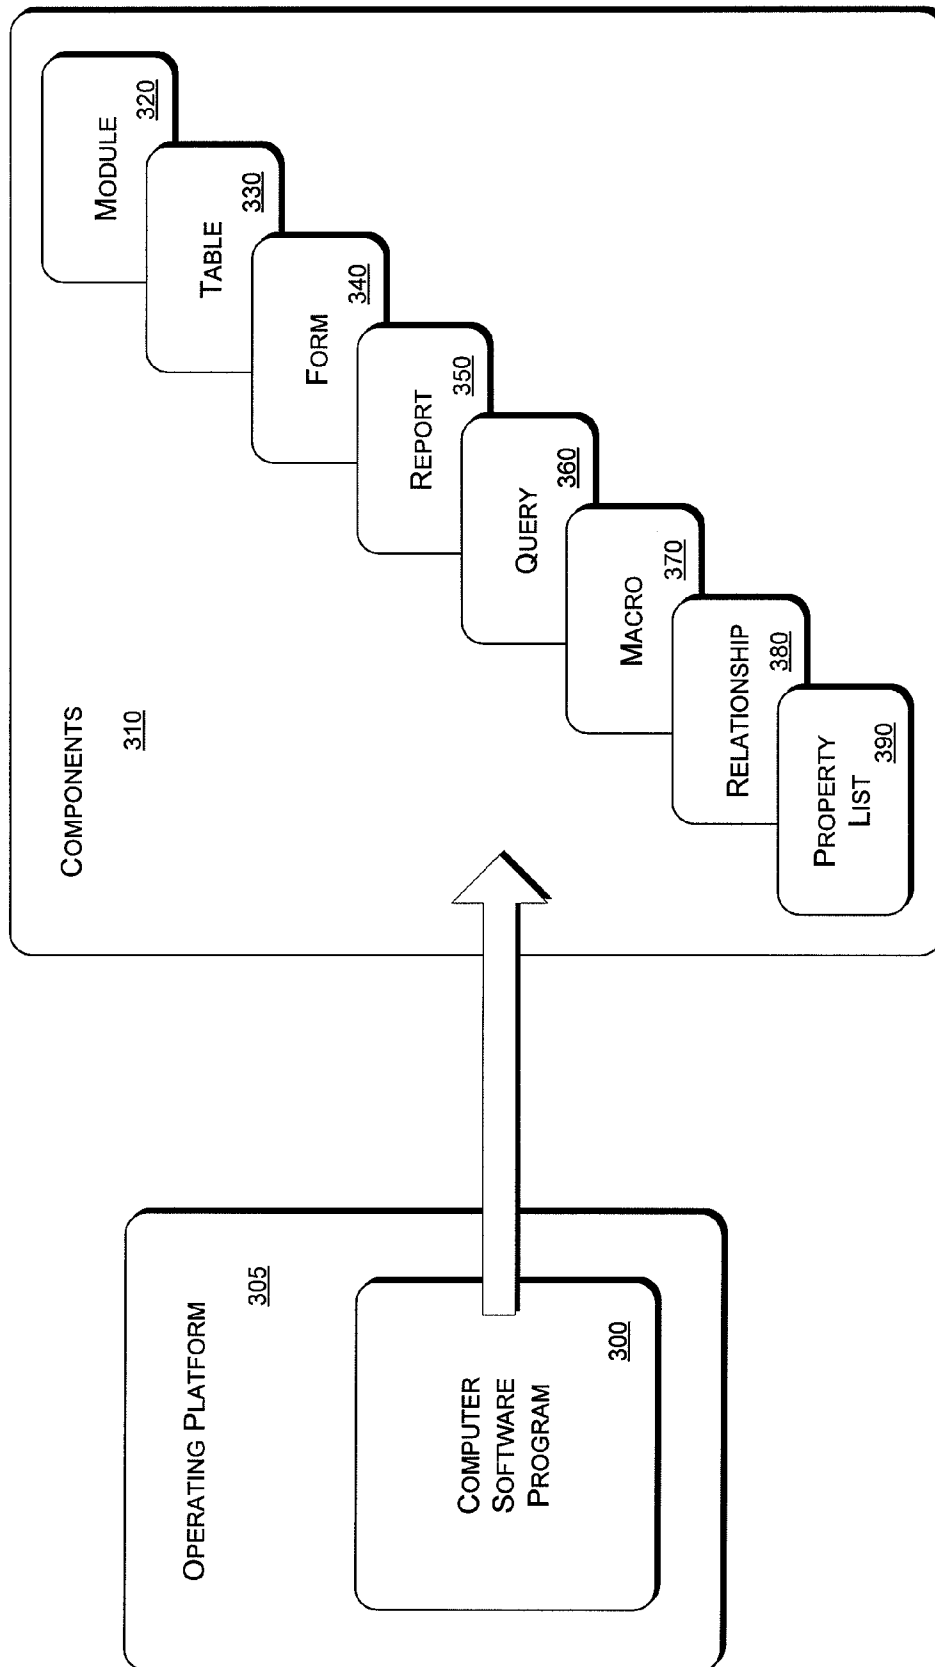 OPERATING PLATFORM
305
COMPUTER
SOFTWARE
PROGRAM
300
COMPONENTS
310
MODULE
320
TABLE
330
FORM
340
REPORT
350
QUERY
360
MACRO
370
RELATIONSHIP
380
PROPERTY
LIST
390